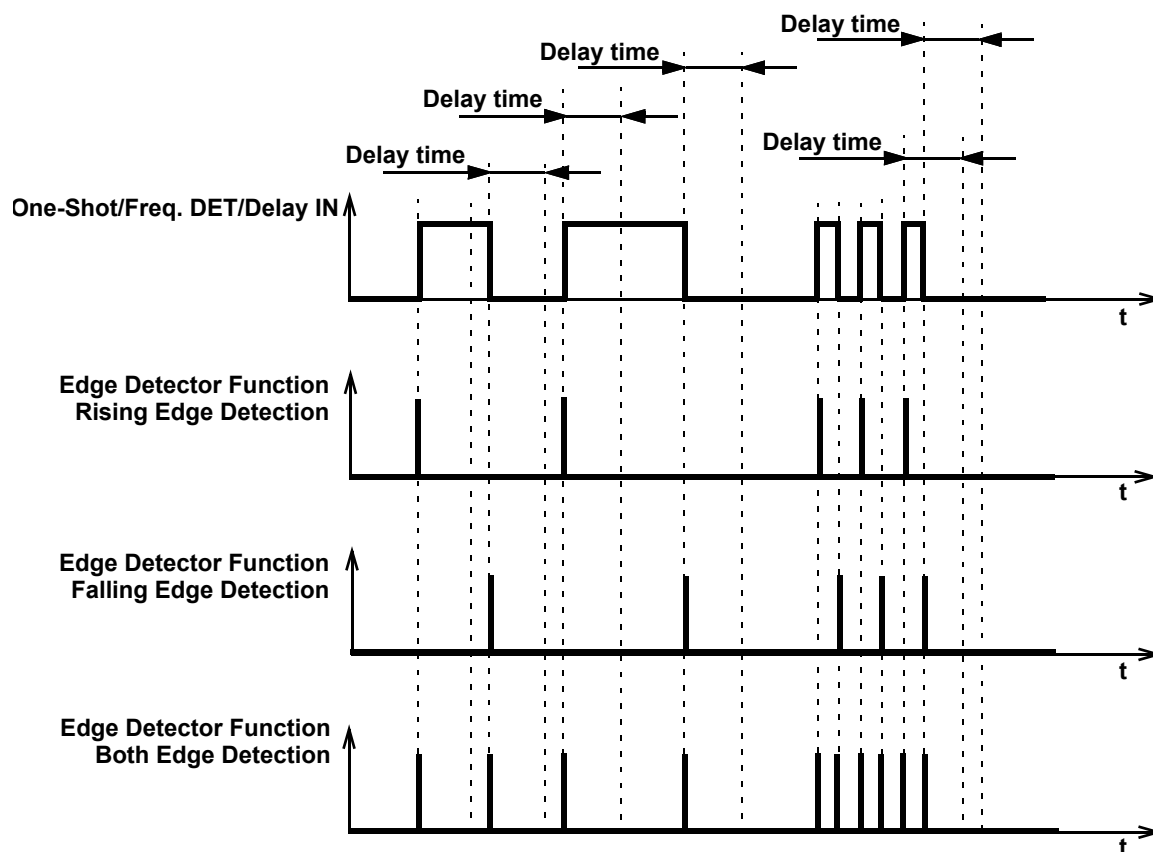 Delay time
Delay time
Delay time
Delay time
Delay time
One-Shot/Freq. DET/Delay IN
t
Edge Detector Function
Rising Edge Detection
t
Edge Detector Function
Falling Edge Detection
t
Edge Detector Function
Both Edge Detection
t